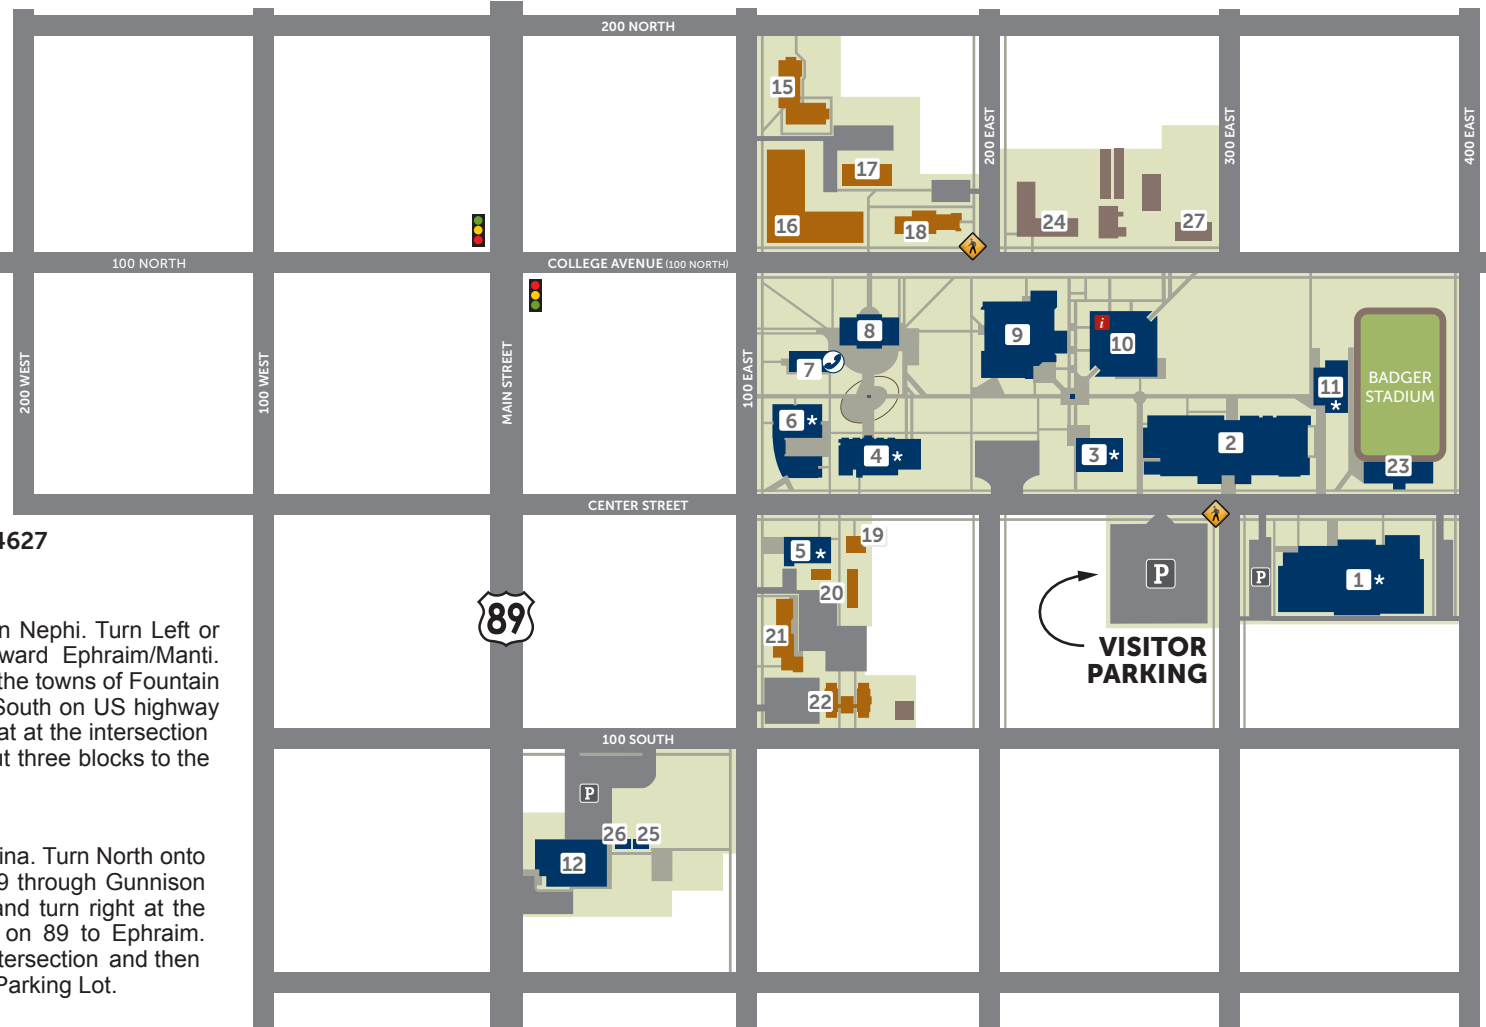 200 NORTH
15
17
16
18
24
27
200 EAST
300 EAST
400 EAST
100 NORTH
COLLEGE AVENUE (100 NORTH)
200 WEST
100 WEST
MAIN STREET
100 EAST
8
7
9
i
10
6 *
4 *
3 *
2
11
*
BADGER
STADIUM
23
CENTER STREET
4627
5 *
19
20
21
22
89
P
P
1 *
VISITOR
PARKING
n Nephi. Turn Left or
ward Ephraim/Manti.
the towns of Fountain
South on US highway
at at the intersection
ut three blocks to the
100 SOUTH
P
26 25
12
ina. Turn North onto
9 through Gunnison
and turn right at the
on 89 to Ephraim.
tersection and then
Parking Lot.